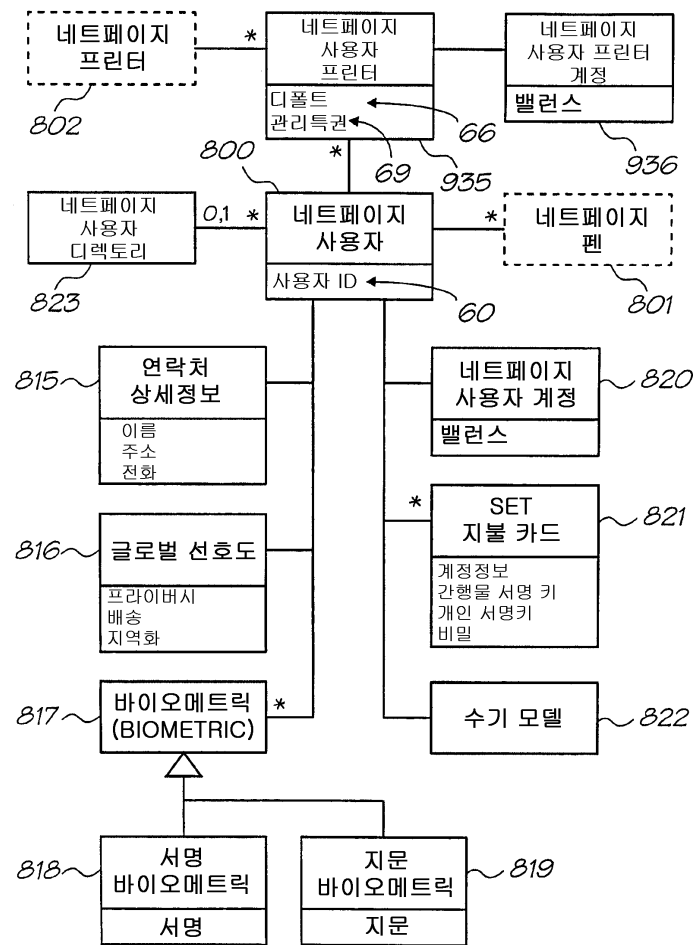 네트페이지
프린터
802
*
네트페이지
사용자
프린터
디폴트
관리특권
66
69
935
네트페이지
사용자 프린터
계정
밸런스
936
*
800
네트페이지
사용자
디렉토리
823
0,1
*
네트페이지
사용자
사용자 ID
60
*
네트페이지
펜
801
815
연락처
상세정보
이름
주소
전화
네트페이지
사용자 계정
밸런스
820
816
글로벌 선호도
프라이버시
배송
지역화
*
SET
지불 카드
계정정보
간행물 서명 키
개인 서명키
비밀
821
817
바이오메트릭
(BIOMETRIC)
*
수기 모델
822
818
서명
바이오메트릭
서명
지문
바이오메트릭
지문
819